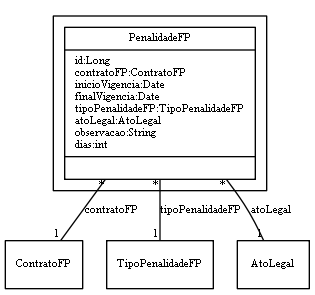 PenalidadeFP
id:Long
contratoFP:ContratoFP
inicioVigencia:Date
finalVigencia:Date
tipoPenalidadeFP:TipoPenalidadeFP
atoLegal:AtoLegal
observacao:String
dias:int
* * *
contratoFP tipoPenalidadeFP atoLegal
1 1 1
ContratoFP TipoPenalidadeFP AtoLegal